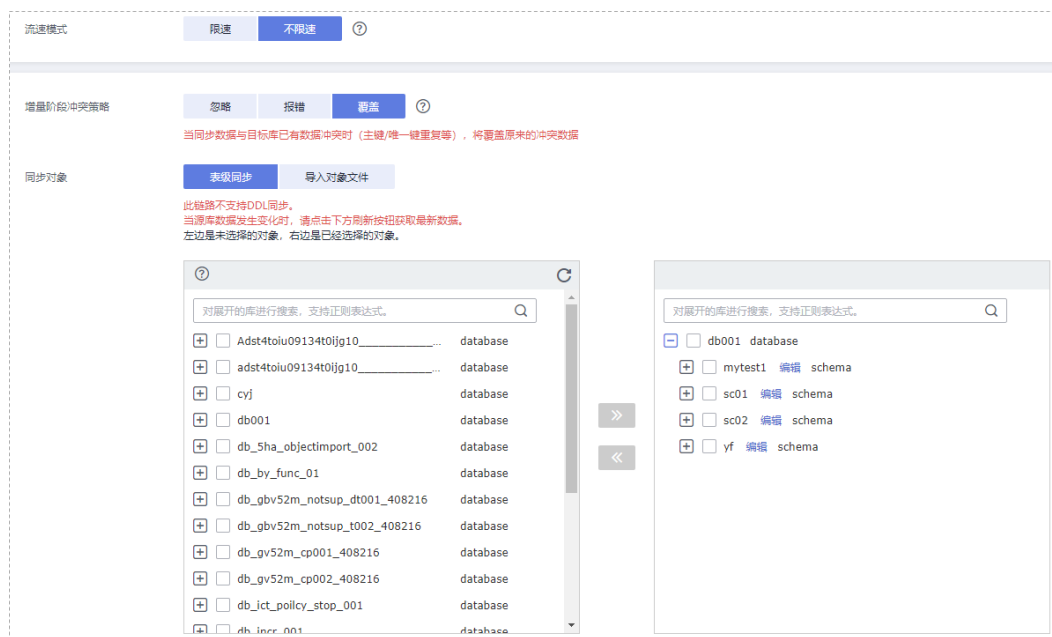 流速模式 限速 不限速
增量阶段冲突策略 忽略 报错 覆盖
当同步数据与目标库已有数据冲突时（主键/唯一键重复等），将覆盖原来的冲突数据
同步对象 表级同步 导入对象文件
此链路不支持DDL同步。
当源库数据发生变化时，请点击下方刷新按钮获取最新数据。
左边是未选择的对象，右边是已经选择的对象。
对展开的库进行搜索，支持正则表达式。
Adst4toiu09134t0ijg10___________... database
adst4toiu09134t0ijg10___________... database
cyj database
db001 database
db_5ha_objectimport_002 database
db_by_func_01 database
db_gbv52m_notsup_dt001_408216 database
db_gbv52m_notsup_t002_408216 database
db_gv52m_cp001_408216 database
db_gv52m_cp002_408216 database
db_ict_poilcy_stop_001 database
db_incr_001 database
对展开的库进行搜索，支持正则表达式。
db001 database
mytest1 编辑 schema
sc01 编辑 schema
sc02 编辑 schema
yf 编辑 schema